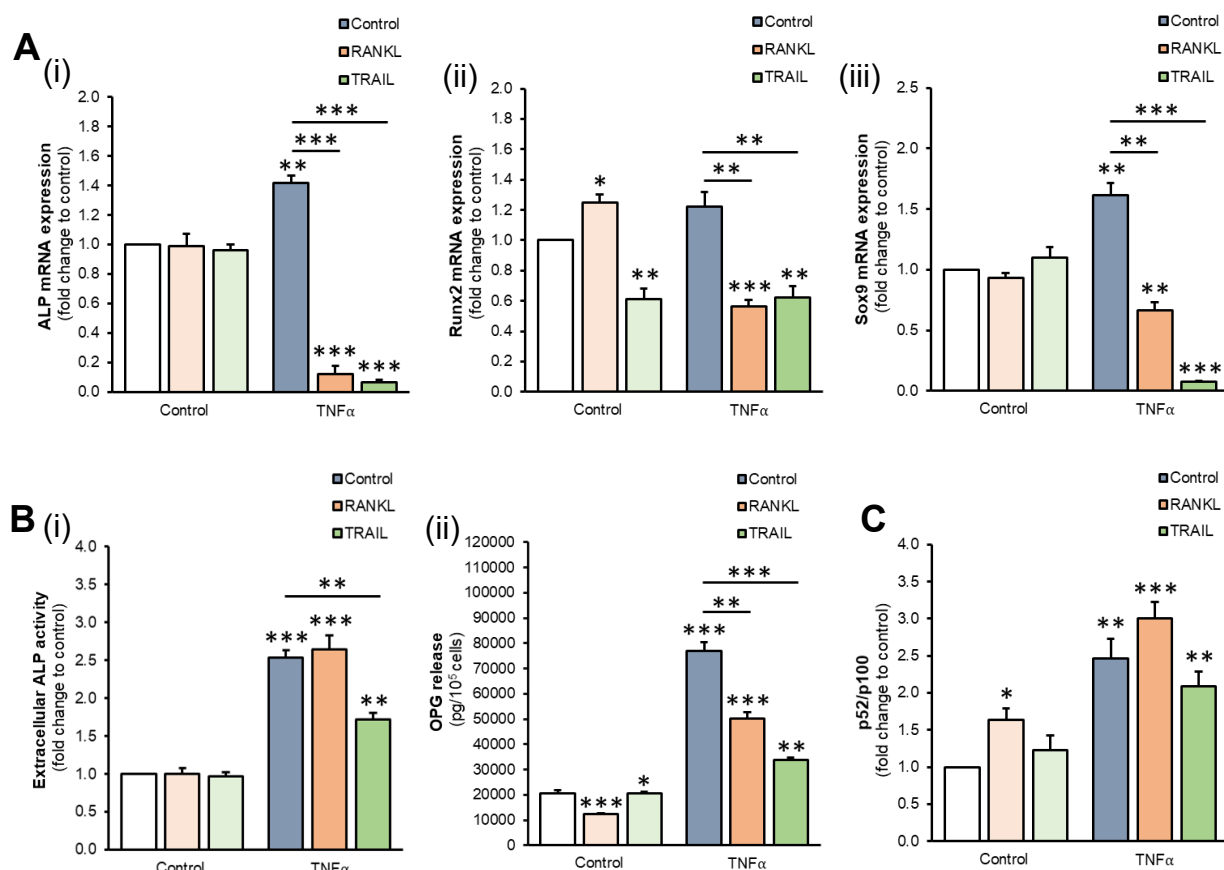 A
(i)
Control
RANKL
TRAIL
ALP mRNA expression
(fold change to control)
2.0
1.8
1.6
1.4
1.2
1.0
0.8
0.6
0.4
0.2
0.0
***
***
**
***
***
Control
TNFα
(ii)
Runx2 mRNA expression
(fold change to control)
2.0
1.8
1.6
1.4
1.2
1.0
0.8
0.6
0.4
0.2
0.0
*
**
**
**
***
**
Control
TNFα
(iii)
Sox9 mRNA expression
(fold change to control)
2.5
2.0
1.5
1.0
0.5
0.0
***
**
**
**
***
Control
TNFα
B
(i)
Control
RANKL
TRAIL
Extracellular ALP activity
(fold change to control)
4.0
3.5
3.0
2.5
2.0
1.5
1.0
0.5
0.0
**
***
***
**
Control
TNFα
(ii)
Control
RANKL
TRAIL
OPG release
(pg/10⁵ cells)
120000
110000
100000
90000
80000
70000
60000
50000
40000
30000
20000
10000
0
***
*
***
**
***
***
**
Control
TNFα
C
Control
RANKL
TRAIL
p52/p100
(fold change to control)
4.0
3.5
3.0
2.5
2.0
1.5
1.0
0.5
0.0
*
**
***
**
Control
TNFα